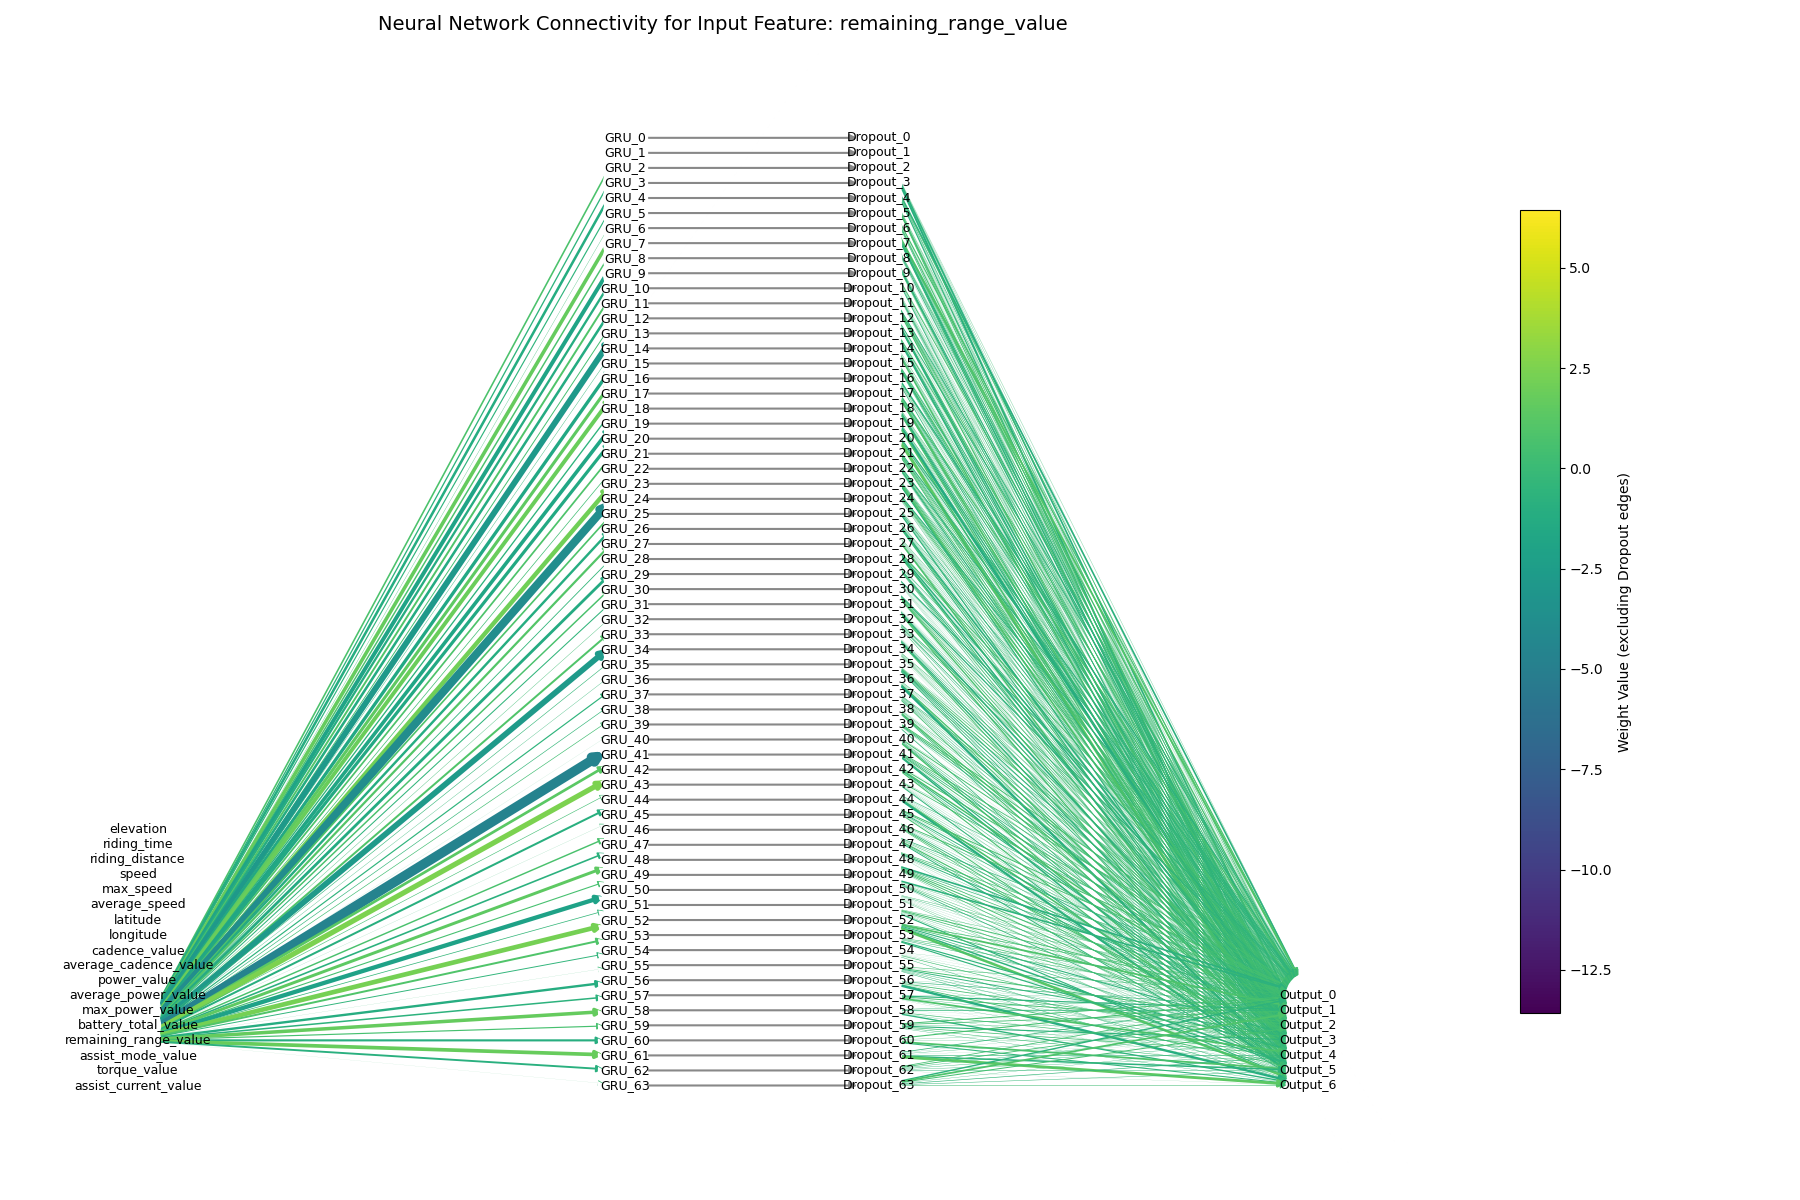 Neural Network Connectivity for Input Feature: remaining_range_value
elevation
riding_time
riding_distance
speed
max_speed
average_speed
latitude
longitude
cadence_value
average_cadence_value
power_value
average_power_value
max_power_value
battery_total_value
remaining_range_value
assist_mode_value
torque_value
assist_current_value
GRU_0
GRU_1
GRU_2
GRU_3
GRU_4
GRU_5
GRU_6
GRU_7
GRU_8
GRU_9
GRU_10
GRU_11
GRU_12
GRU_13
GRU_14
GRU_15
GRU_16
GRU_17
GRU_18
GRU_19
GRU_20
GRU_21
GRU_22
GRU_23
GRU_24
GRU_25
GRU_26
GRU_27
GRU_28
GRU_29
GRU_30
GRU_31
GRU_32
GRU_33
GRU_34
GRU_35
GRU_36
GRU_37
GRU_38
GRU_39
GRU_40
GRU_41
GRU_42
GRU_43
GRU_44
GRU_45
GRU_46
GRU_47
GRU_48
GRU_49
GRU_50
GRU_51
GRU_52
GRU_53
GRU_54
GRU_55
GRU_56
GRU_57
GRU_58
GRU_59
GRU_60
GRU_61
GRU_62
GRU_63
Dropout_0
Dropout_1
Dropout_2
Dropout_3
Dropout_4
Dropout_5
Dropout_6
Dropout_7
Dropout_8
Dropout_9
Dropout_10
Dropout_11
Dropout_12
Dropout_13
Dropout_14
Dropout_15
Dropout_16
Dropout_17
Dropout_18
Dropout_19
Dropout_20
Dropout_21
Dropout_22
Dropout_23
Dropout_24
Dropout_25
Dropout_26
Dropout_27
Dropout_28
Dropout_29
Dropout_30
Dropout_31
Dropout_32
Dropout_33
Dropout_34
Dropout_35
Dropout_36
Dropout_37
Dropout_38
Dropout_39
Dropout_40
Dropout_41
Dropout_42
Dropout_43
Dropout_44
Dropout_45
Dropout_46
Dropout_47
Dropout_48
Dropout_49
Dropout_50
Dropout_51
Dropout_52
Dropout_53
Dropout_54
Dropout_55
Dropout_56
Dropout_57
Dropout_58
Dropout_59
Dropout_60
Dropout_61
Dropout_62
Dropout_63
Output_0
Output_1
Output_2
Output_3
Output_4
Output_5
Output_6
5.0
2.5
0.0
−2.5
−5.0
−7.5
−10.0
−12.5
Weight Value (excluding Dropout edges)